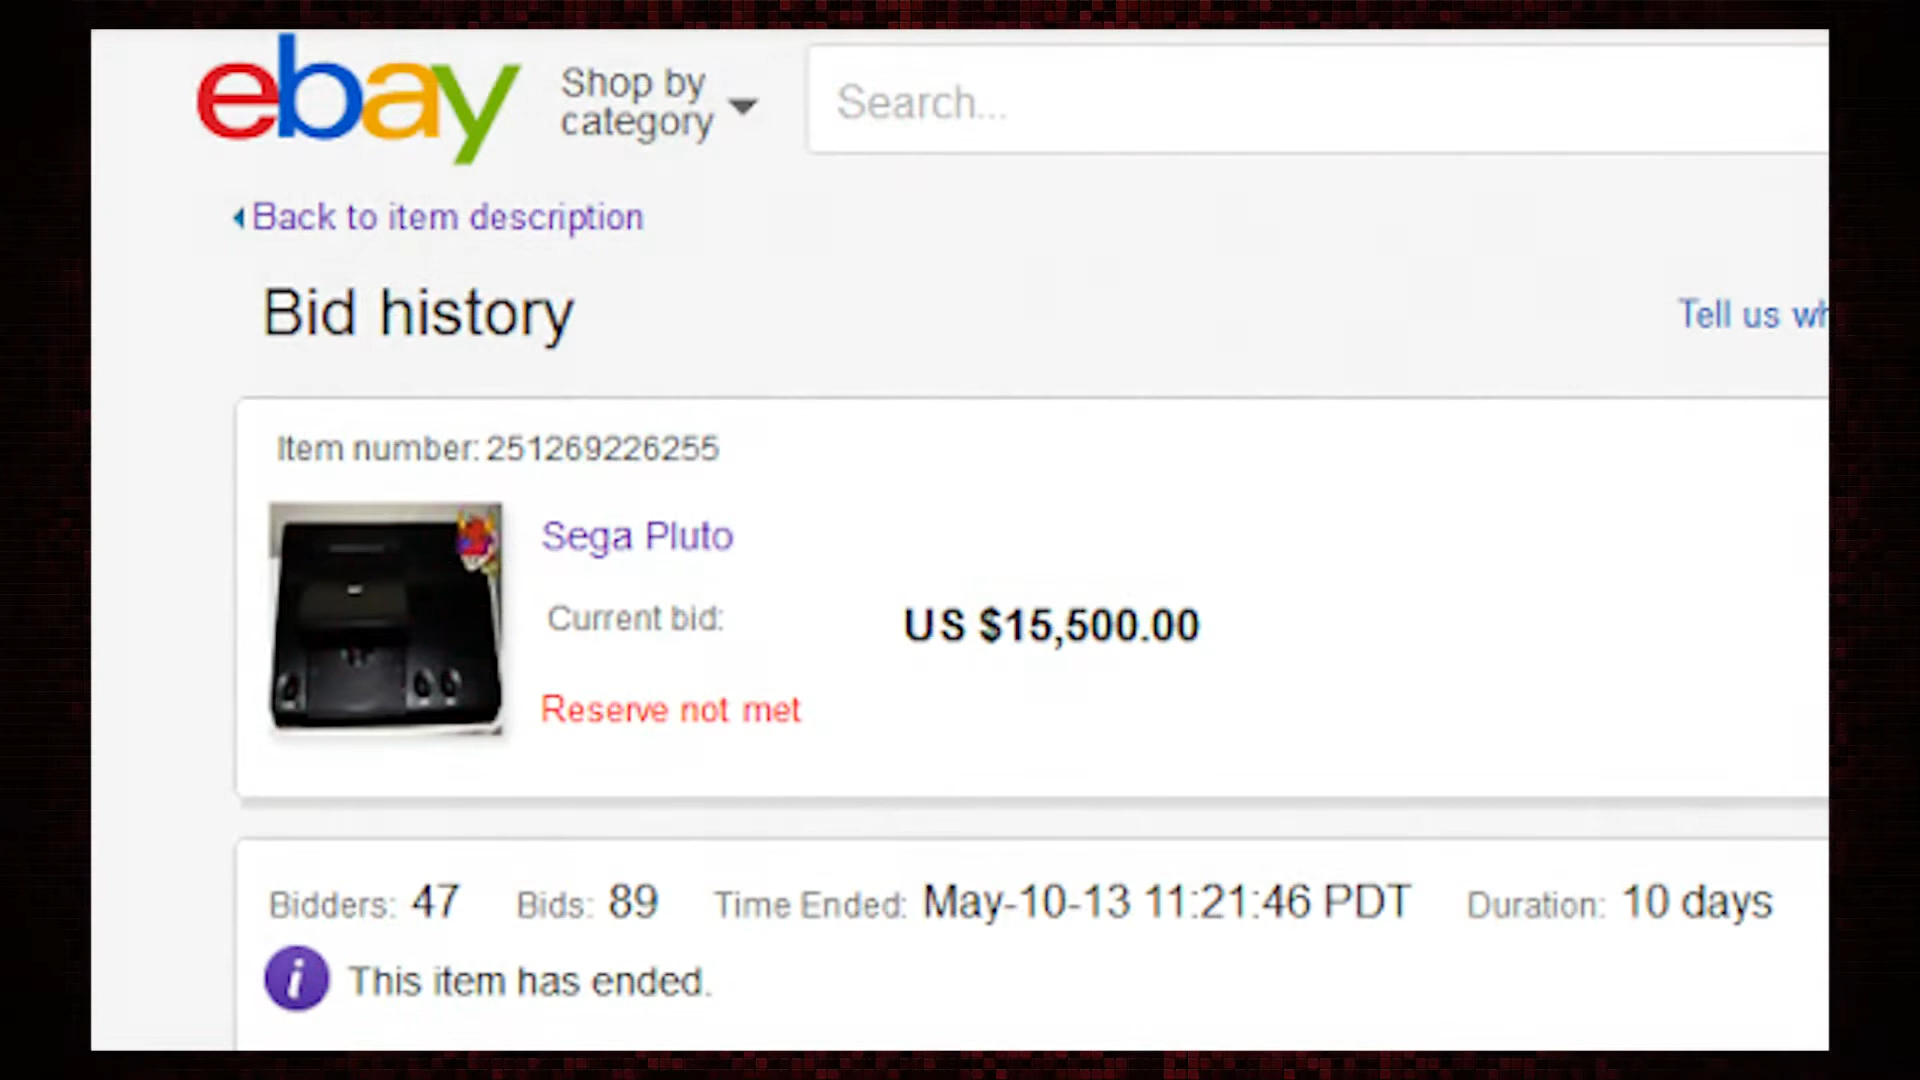 ebay
Shop by
category
Search...
Back to item description
Bid history
Tell us wh
Item number: 251269226255
Sega Pluto
Current bid:
US $15,500.00
Reserve not met
Bidders: 47 Bids: 89 Time Ended: May-10-13 11:21:46 PDT Duration: 10 days
i This item has ended.